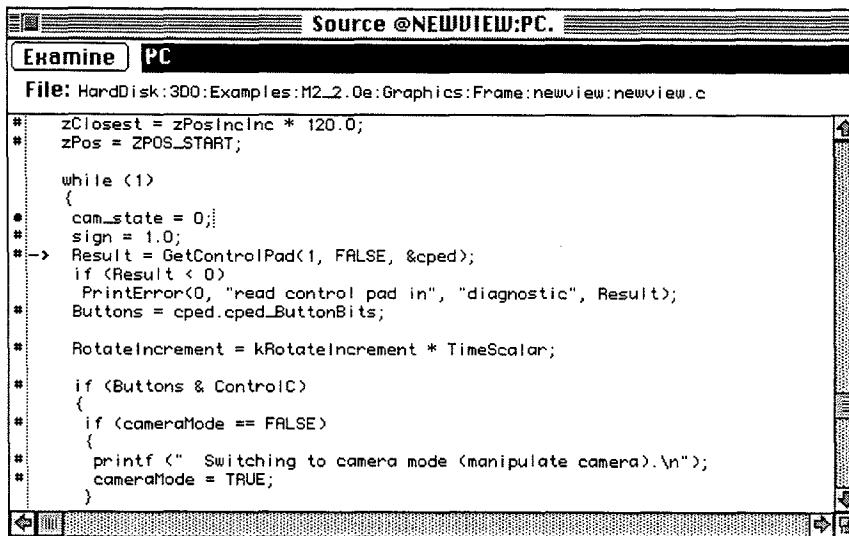 Source @NEWVIEW:PC.
Examine PC
File: HardDisk:3DO:Examples:M2_2.0e:Graphics:Frame:newview:newview.c
# zClosest = zPosIncInc * 120.0;
# zPos = ZPOS_START;
while (1)
{
● cam_state = 0;
# sign = 1.0;
# -> Result = GetControlPad(1, FALSE, &cped);
if (Result < 0)
PrintError(0, "read control pad in", "diagnostic", Result);
# Buttons = cped.cped_ButtonBits;
# RotateIncrement = kRotateIncrement * TimeScalar;
# if (Buttons & ControlC)
{
# if (cameraMode == FALSE)
{
# printf ("  Switching to camera mode (manipulate camera).\n");
# cameraMode = TRUE;
}